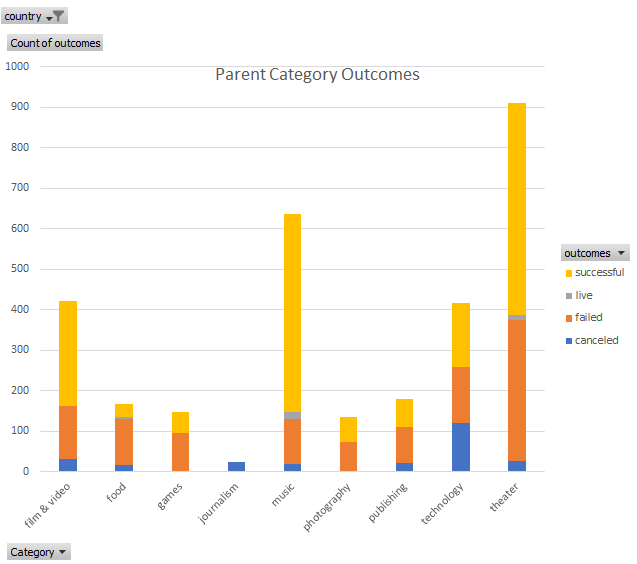 country
Count of outcomes
Parent Category Outcomes
1000
900
800
700
600
500
400
300
200
100
0
film & video
food
games
journalism
music
photography
publishing
technology
theater
outcomes
successful
live
failed
canceled
Category